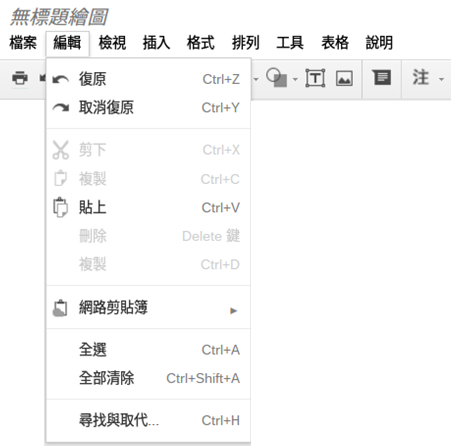 無標題繪圖
檔案 編輯 檢視 插入 格式 排列 工具 表格 說明
注
復原 Ctrl+Z
取消復原 Ctrl+Y
剪下 Ctrl+X
複製 Ctrl+C
貼上 Ctrl+V
刪除 Delete 鍵
複製 Ctrl+D
網路剪貼簿
全選 Ctrl+A
全部清除 Ctrl+Shift+A
尋找與取代... Ctrl+H